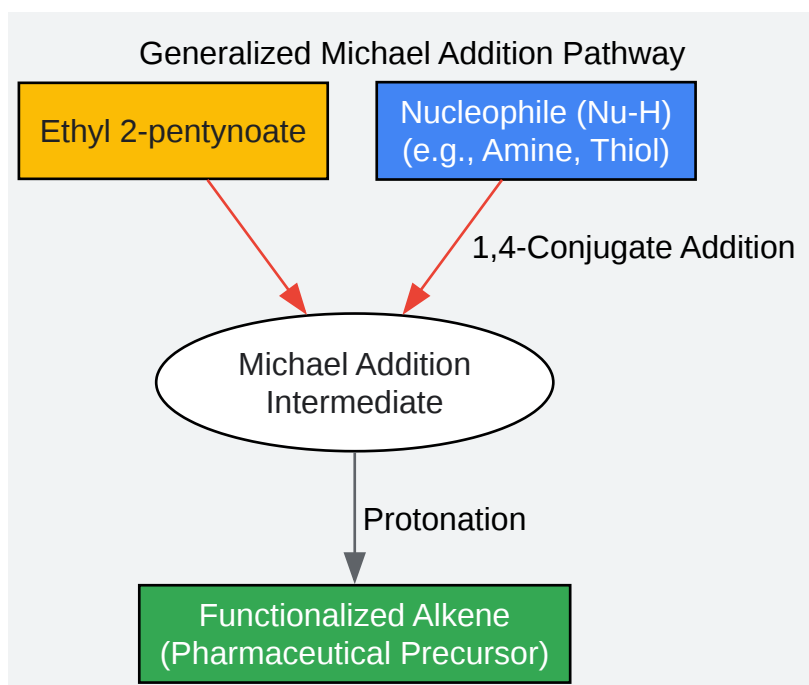 Generalized Michael Addition Pathway
Ethyl 2-pentynoate
Nucleophile (Nu-H)
(e.g., Amine, Thiol)
1,4-Conjugate Addition
Michael Addition
Intermediate
Protonation
Functionalized Alkene
(Pharmaceutical Precursor)